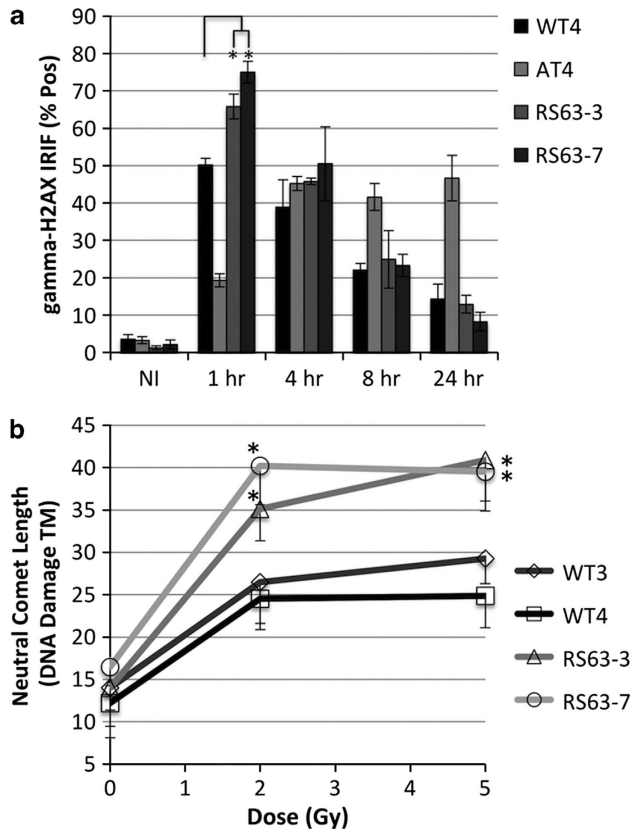 a
gamma-H2AX IRIF (% Pos)
90
80
70
60
50
40
30
20
10
0
* *
NI 1 hr 4 hr 8 hr 24 hr
WT4
AT4
RS63-3
RS63-7
b
Neutral Comet Length
(DNA Damage TM)
45
40
35
30
25
20
15
10
5
*
*
*
*
0 1 2 3 4 5
Dose (Gy)
WT3
WT4
RS63-3
RS63-7